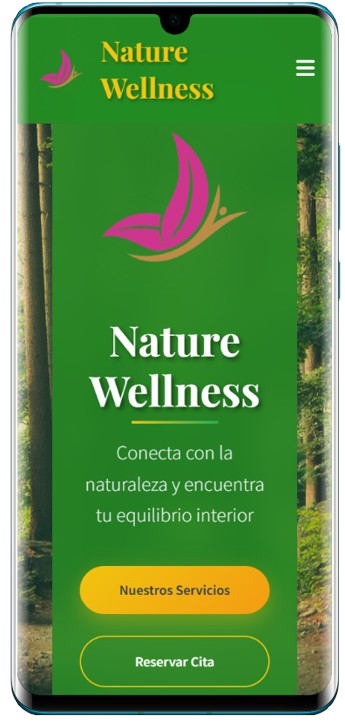 Nature
Wellness
Nature
Wellness
Conecta con la
naturaleza y encuentra
tu equilibrio interior
Nuestros Servicios
Reservar Cita